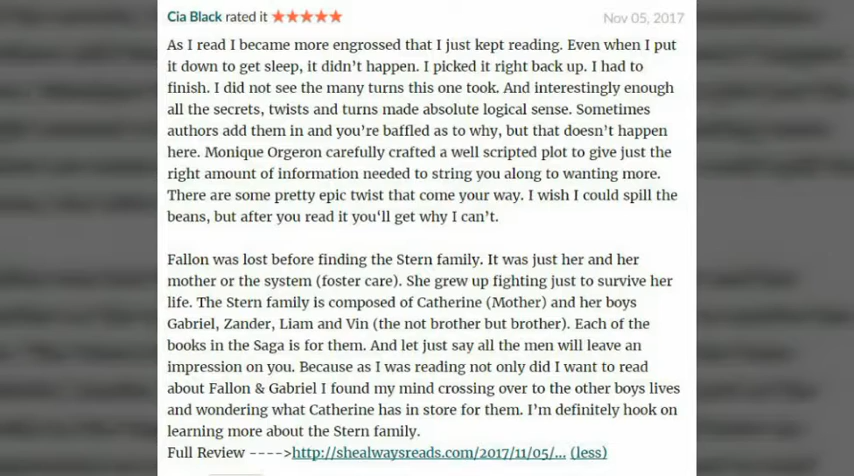 Cia Black rated it ★★★★★ Nov 05, 2017
As I read I became more engrossed that I just kept reading. Even when I put
it down to get sleep, it didn't happen. I picked it right back up. I had to
finish. I did not see the many turns this one took. And interestingly enough
all the secrets, twists and turns made absolute logical sense. Sometimes
authors add them in and you're baffled as to why, but that doesn't happen
here. Monique Orgeron carefully crafted a well scripted plot to give just the
right amount of information needed to string you along to wanting more.
There are some pretty epic twist that come your way. I wish I could spill the
beans, but after you read it you'll get why I can't.
Fallon was lost before finding the Stern family. It was just her and her
mother or the system (foster care). She grew up fighting just to survive her
life. The Stern family is composed of Catherine (Mother) and her boys
Gabriel, Zander, Liam and Vin (the not brother but brother). Each of the
books in the Saga is for them. And let just say all the men will leave an
impression on you. Because as I was reading not only did I want to read
about Fallon & Gabriel I found my mind crossing over to the other boys lives
and wondering what Catherine has in store for them. I'm definitely hook on
learning more about the Stern family.
Full Review ---->http://shealwaysreads.com/2017/11/05/... (less)